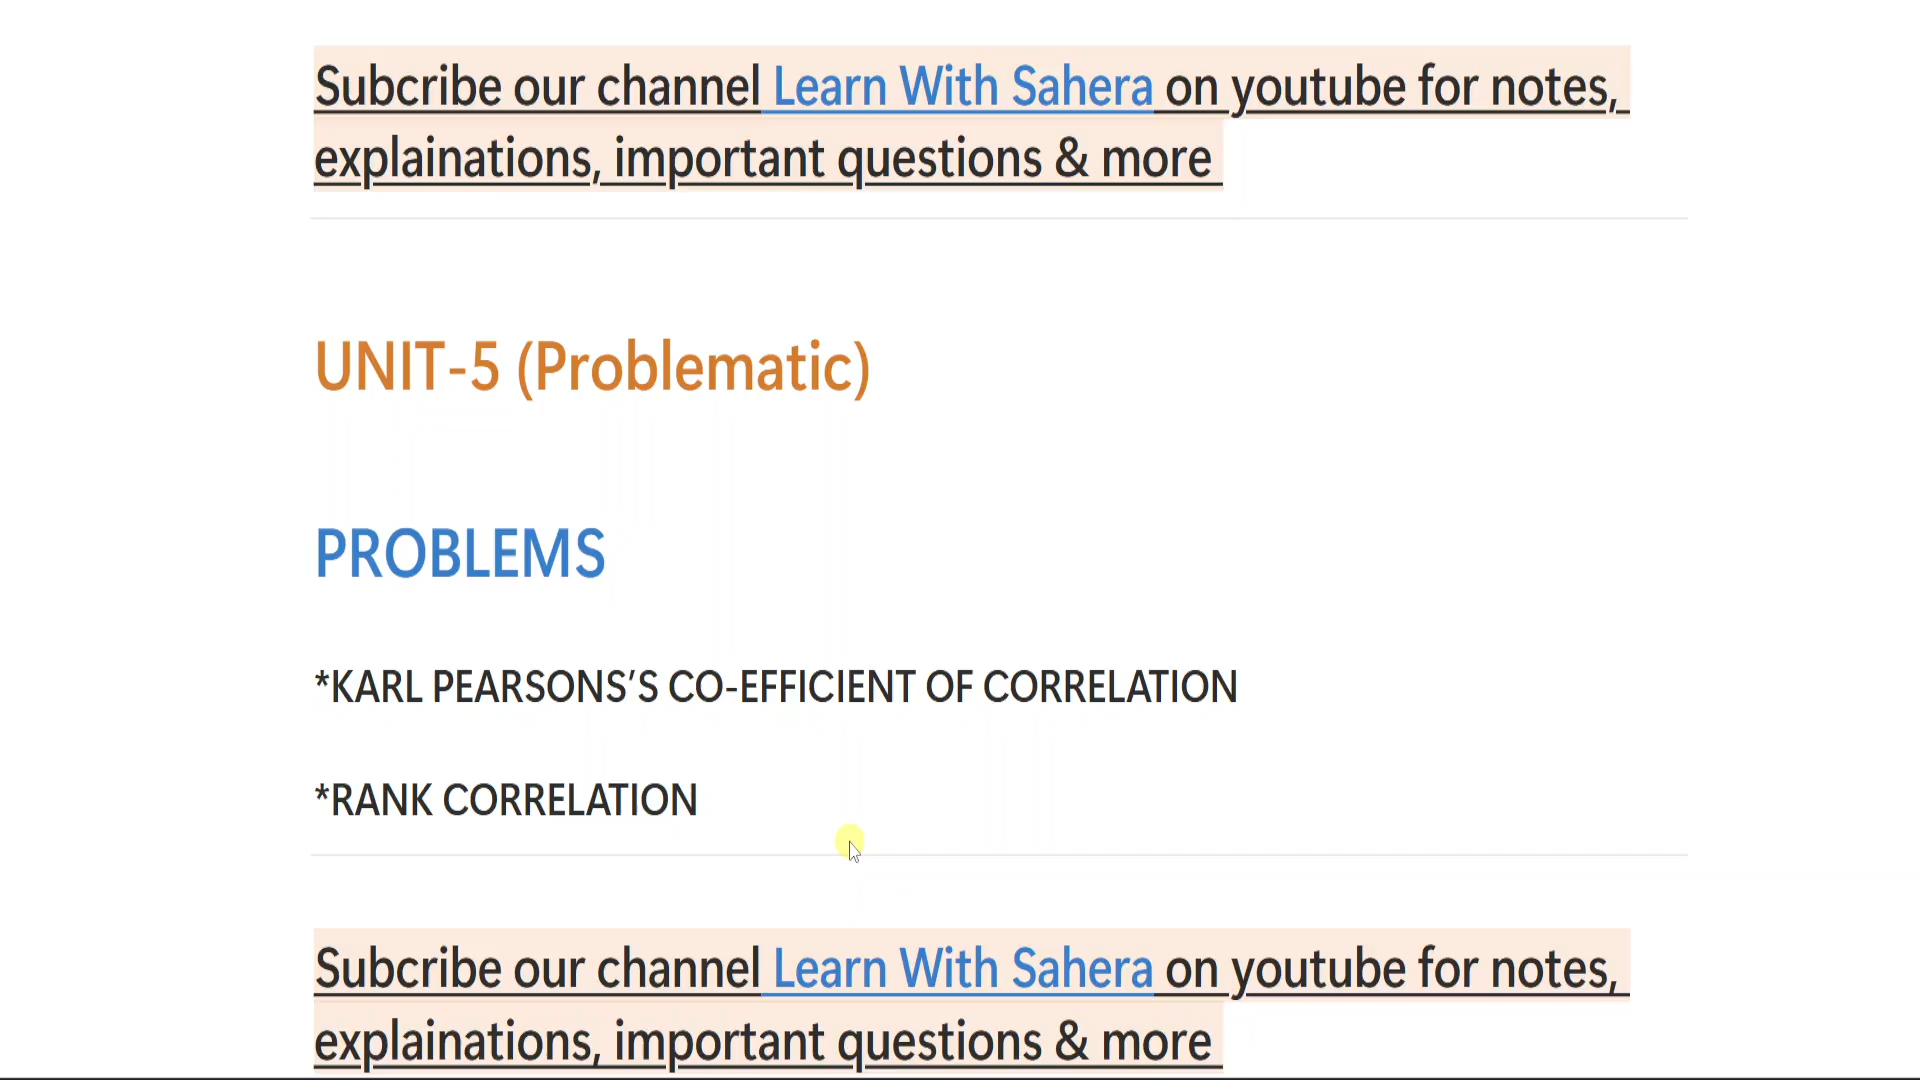 Subcribe our channel Learn With Sahera on youtube for notes,
explainations, important questions & more
UNIT-5 (Problematic)
PROBLEMS
*KARL PEARSONS’S CO-EFFICIENT OF CORRELATION
*RANK CORRELATION
Subcribe our channel Learn With Sahera on youtube for notes,
explainations, important questions & more